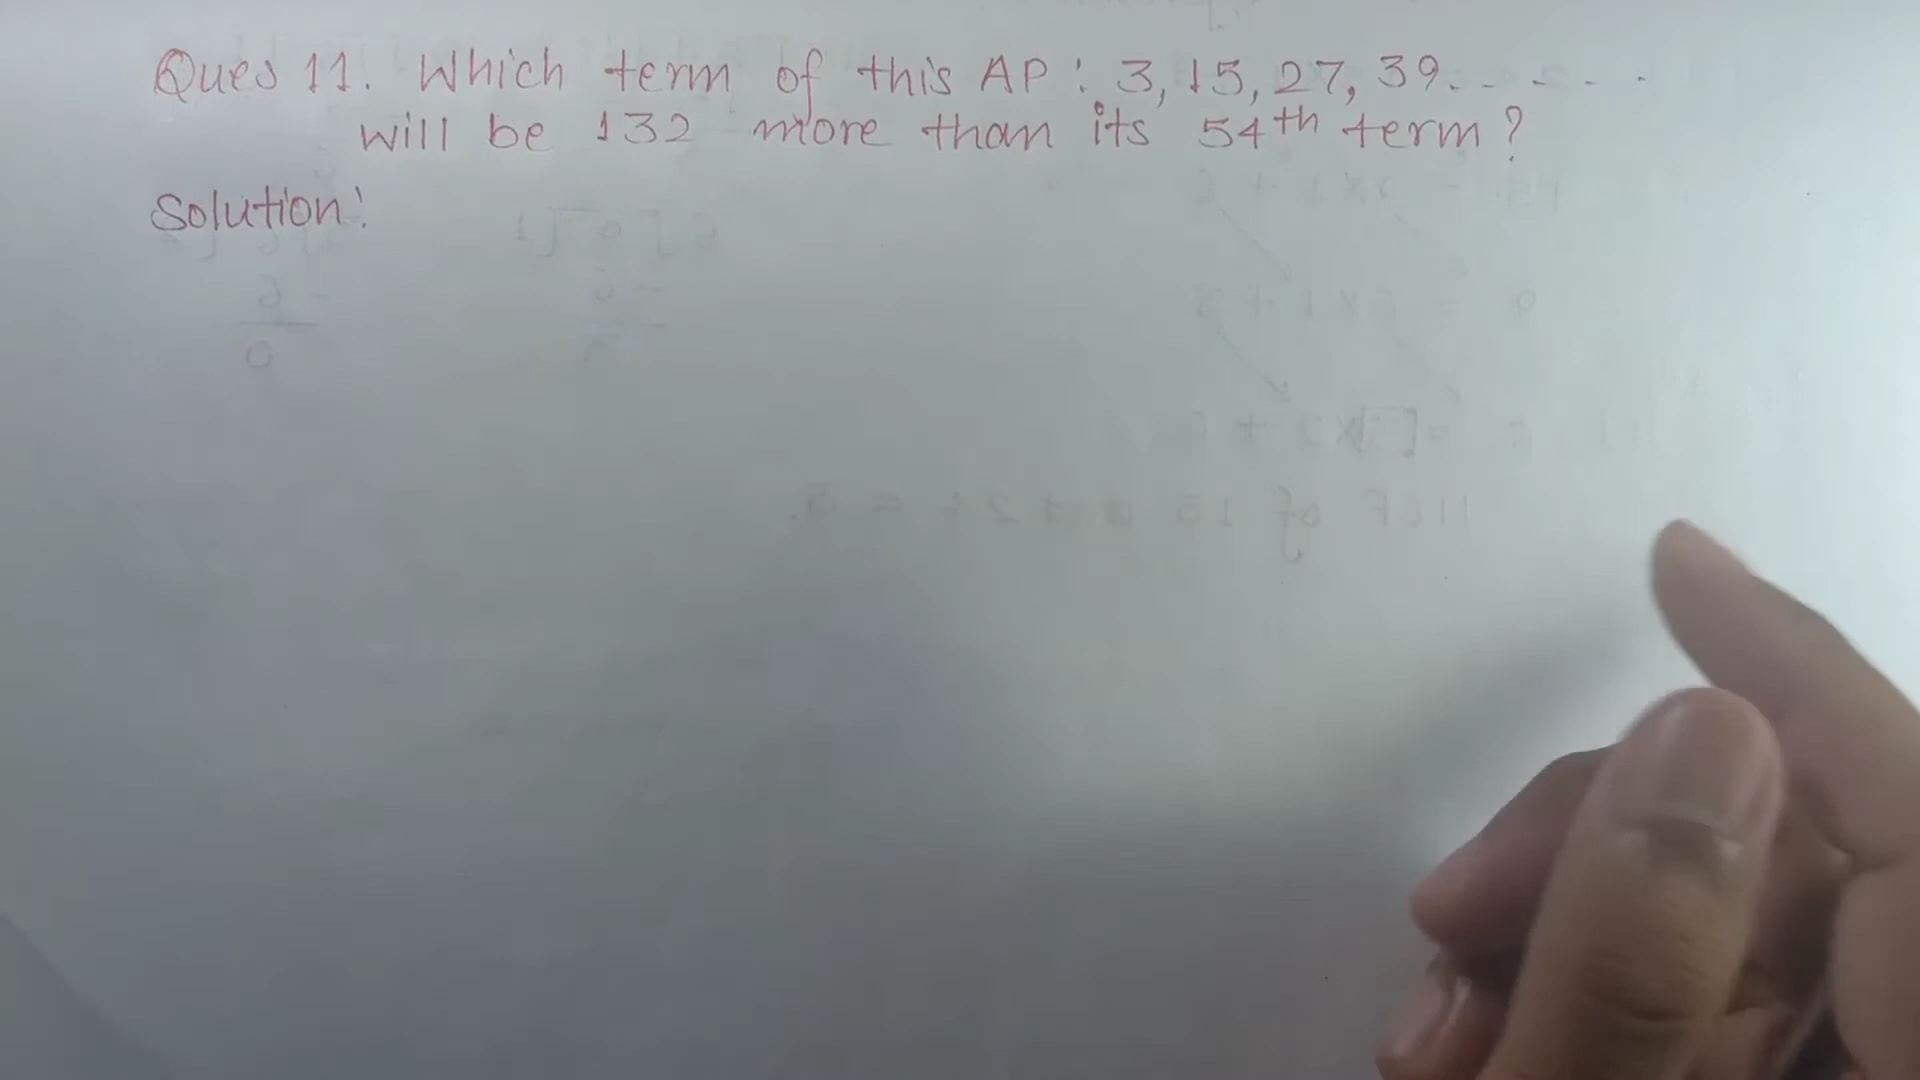 Ques 11. Which term of this AP : 3, 15, 27, 39. - - - - .
will be 132 more than its 54th term ?
Solution :